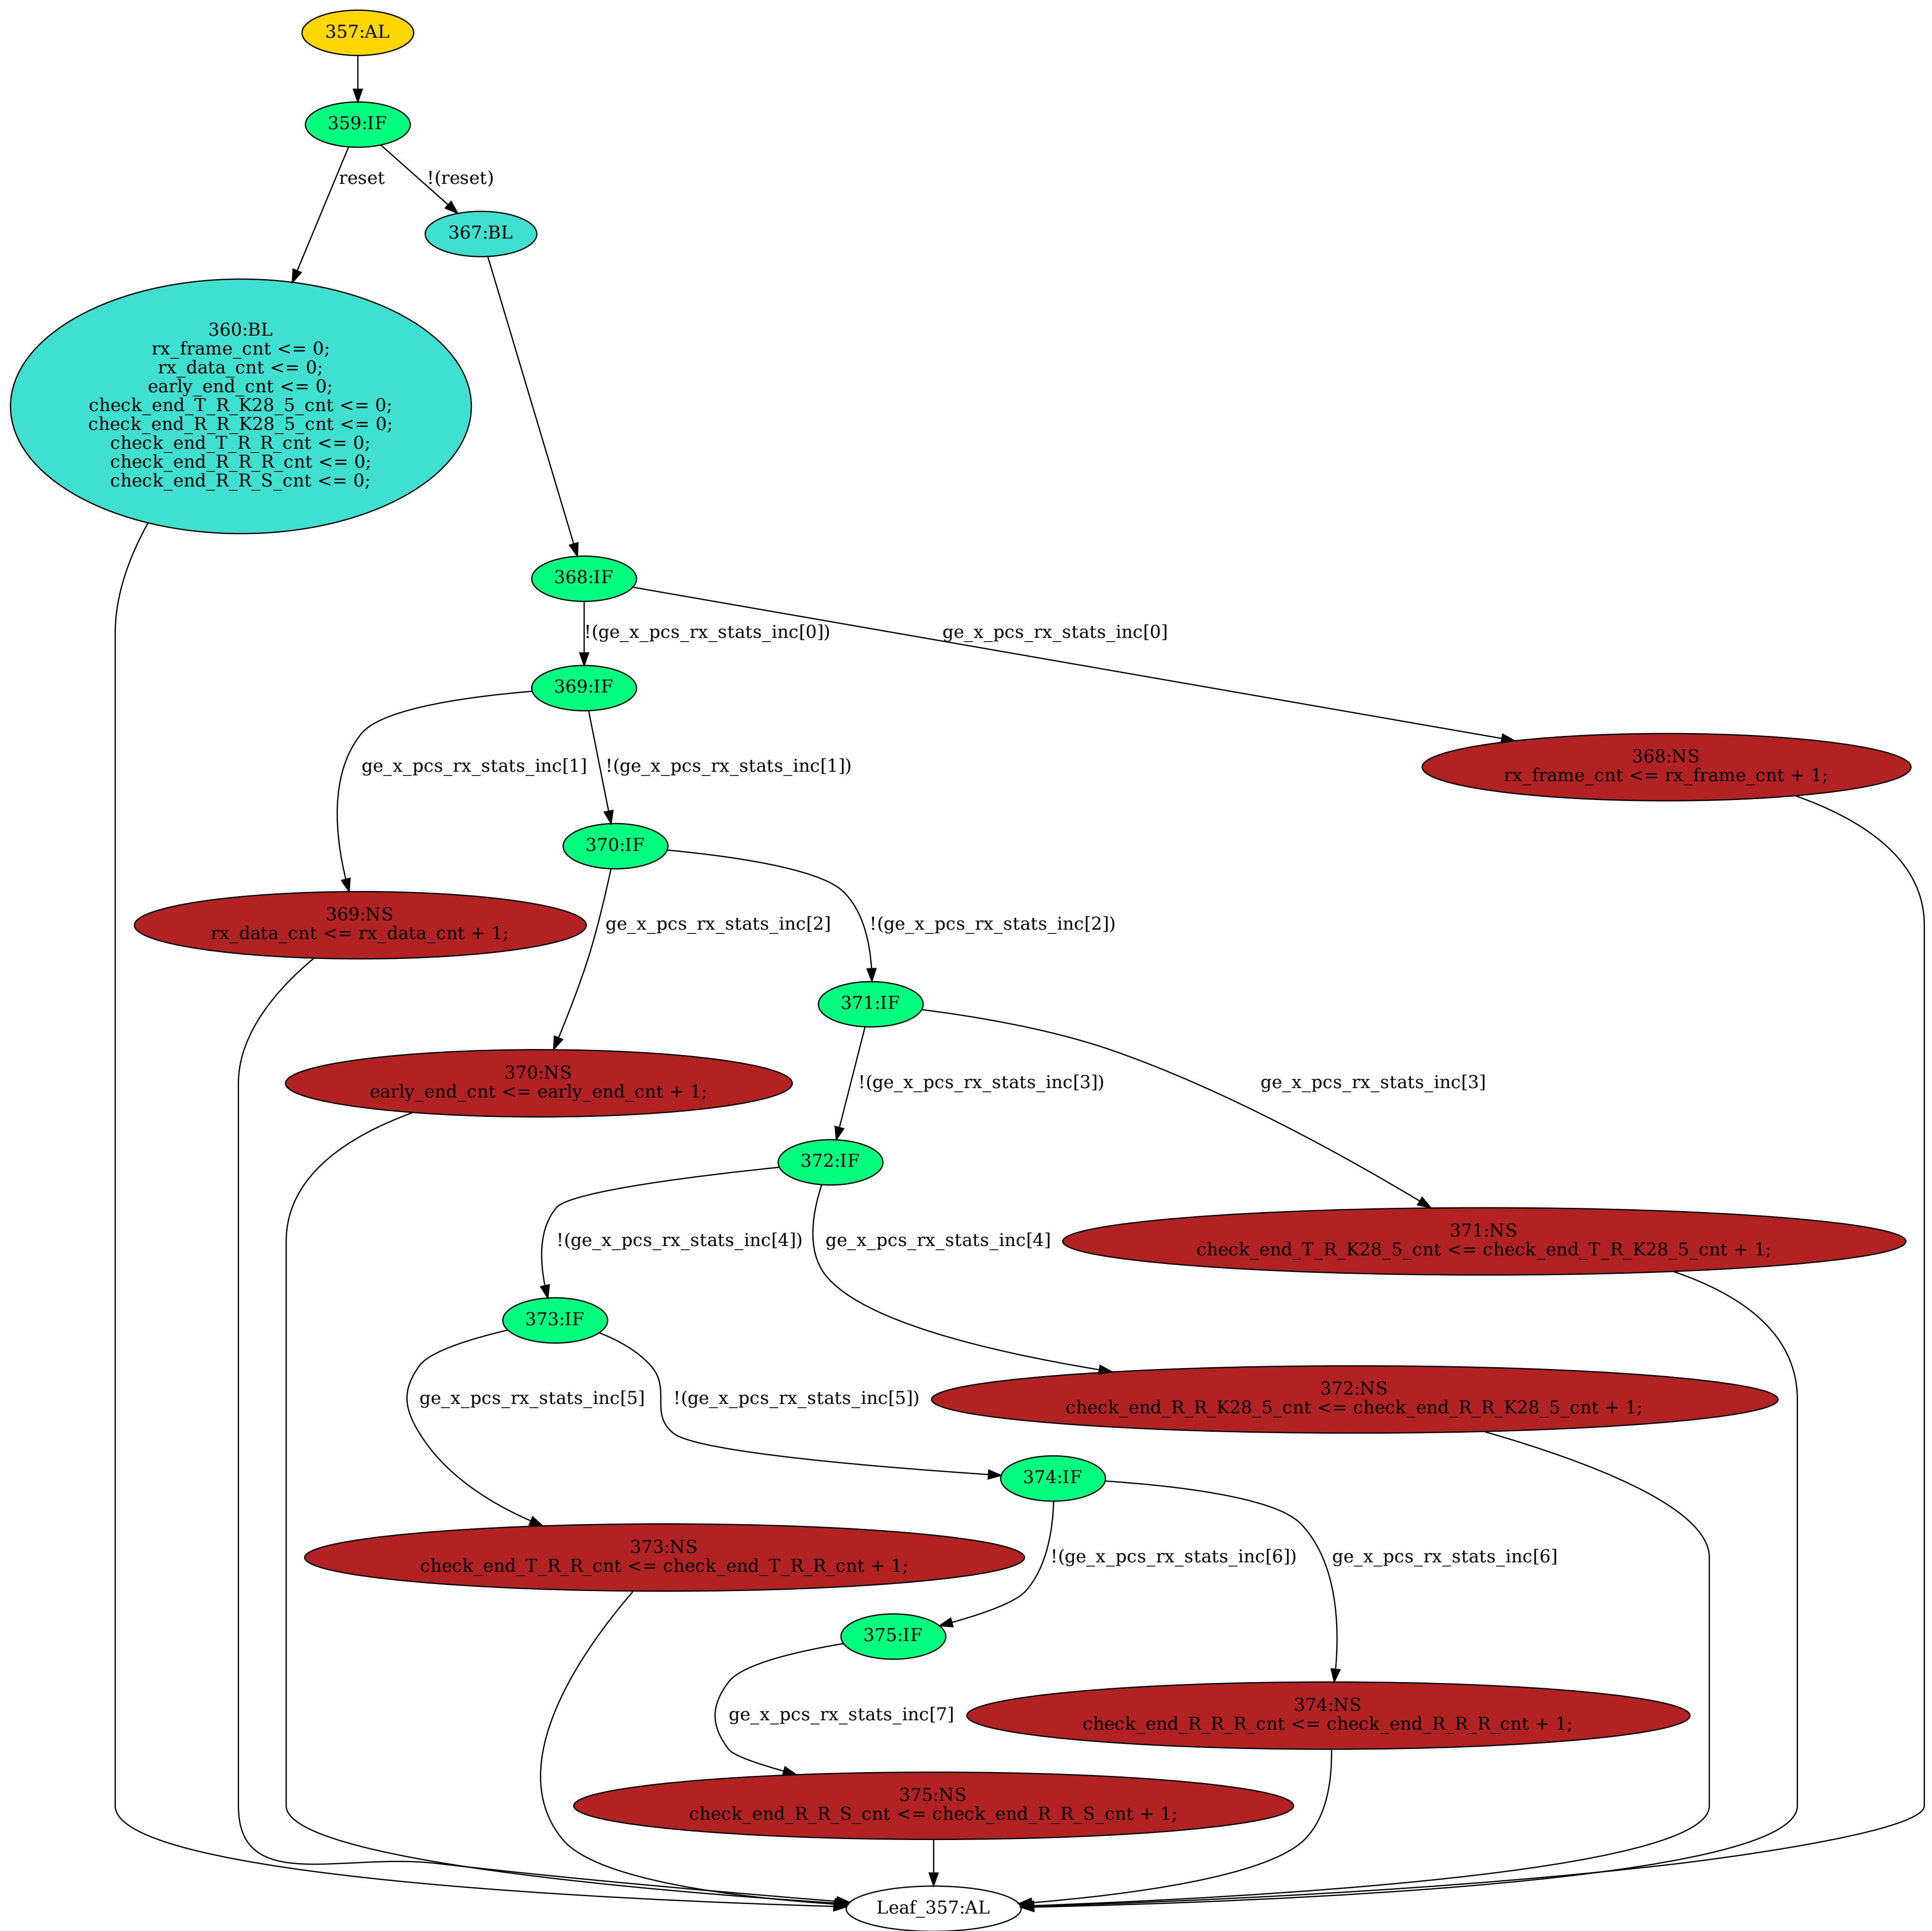 357:AL
359:IF
reset
!(reset)
367:BL
360:BL
rx_frame_cnt <= 0;
rx_data_cnt <= 0;
early_end_cnt <= 0;
check_end_T_R_K28_5_cnt <= 0;
check_end_R_R_K28_5_cnt <= 0;
check_end_T_R_R_cnt <= 0;
check_end_R_R_R_cnt <= 0;
check_end_R_R_S_cnt <= 0;
368:IF
!(ge_x_pcs_rx_stats_inc[0])
ge_x_pcs_rx_stats_inc[0]
369:IF
368:NS
rx_frame_cnt <= rx_frame_cnt + 1;
ge_x_pcs_rx_stats_inc[1]
!(ge_x_pcs_rx_stats_inc[1])
370:IF
369:NS
rx_data_cnt <= rx_data_cnt + 1;
ge_x_pcs_rx_stats_inc[2]
!(ge_x_pcs_rx_stats_inc[2])
371:IF
370:NS
early_end_cnt <= early_end_cnt + 1;
!(ge_x_pcs_rx_stats_inc[3])
ge_x_pcs_rx_stats_inc[3]
372:IF
371:NS
check_end_T_R_K28_5_cnt <= check_end_T_R_K28_5_cnt + 1;
!(ge_x_pcs_rx_stats_inc[4])
ge_x_pcs_rx_stats_inc[4]
373:IF
372:NS
check_end_R_R_K28_5_cnt <= check_end_R_R_K28_5_cnt + 1;
ge_x_pcs_rx_stats_inc[5]
!(ge_x_pcs_rx_stats_inc[5])
374:IF
373:NS
check_end_T_R_R_cnt <= check_end_T_R_R_cnt + 1;
!(ge_x_pcs_rx_stats_inc[6])
ge_x_pcs_rx_stats_inc[6]
375:IF
374:NS
check_end_R_R_R_cnt <= check_end_R_R_R_cnt + 1;
ge_x_pcs_rx_stats_inc[7]
375:NS
check_end_R_R_S_cnt <= check_end_R_R_S_cnt + 1;
Leaf_357:AL